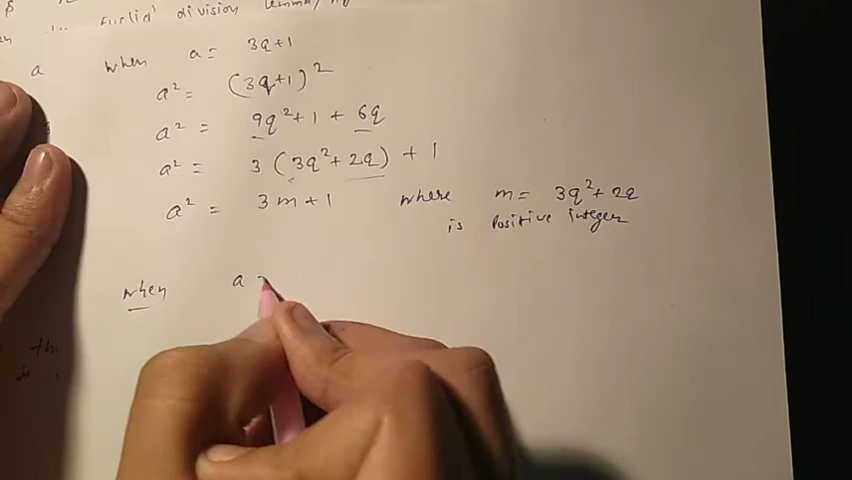 Euclid' division lemma
a when a = 3q+1
a² = (3q+1)²
a² = 9q²+1 + 6q
a² = 3 (3q²+2q) + 1
a² = 3m+1 where m = 3q²+2q
is Positive integer
when a =